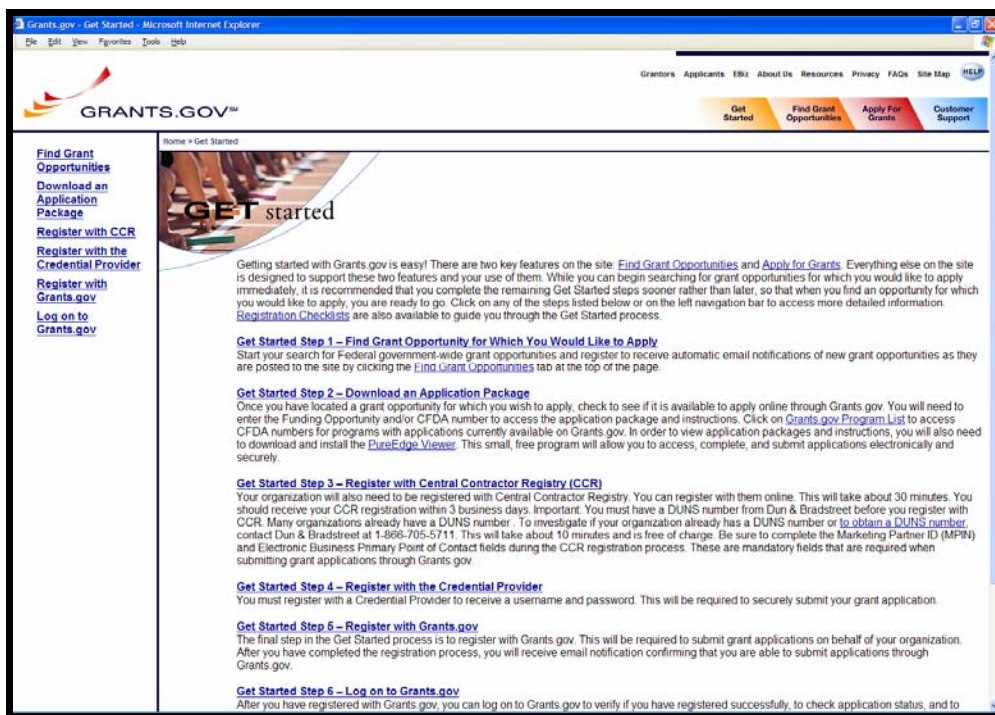 Grants.gov - Get Started - Microsoft Internet Explorer
File Edit View Favorites Tools Help
Grantors Applicants EBiz About Us Resources Privacy FAQs Site Map HELP
GRANTS.GOV℠
Get Started
Find Grant Opportunities
Apply For Grants
Customer Support
Home > Get Started
Find Grant
Opportunities
Download an
Application
Package
Register with CCR
Register with the
Credential Provider
Register with
Grants.gov
Log on to
Grants.gov
GET started
Getting started with Grants.gov is easy! There are two key features on the site: Find Grant Opportunities and Apply for Grants. Everything else on the site
is designed to support these two features and your use of them. While you can begin searching for grant opportunities for which you would like to apply
immediately, it is recommended that you complete the remaining Get Started steps sooner rather than later, so that when you find an opportunity for which
you would like to apply, you are ready to go. Click on any of the steps listed below or on the left navigation bar to access more detailed information.
Registration Checklists are also available to guide you through the Get Started process.
Get Started Step 1 – Find Grant Opportunity for Which You Would Like to Apply
Start your search for Federal government-wide grant opportunities and register to receive automatic email notifications of new grant opportunities as they
are posted to the site by clicking the Find Grant Opportunities tab at the top of the page.
Get Started Step 2 – Download an Application Package
Once you have located a grant opportunity for which you wish to apply, check to see if it is available to apply online through Grants.gov. You will need to
enter the Funding Opportunity and/or CFDA number to access the application package and instructions. Click on Grants.gov Program List to access
CFDA numbers for programs with applications currently available on Grants.gov. In order to view application packages and instructions, you will also need
to download and install the PureEdge Viewer. This small, free program will allow you to access, complete, and submit applications electronically and
securely.
Get Started Step 3 – Register with Central Contractor Registry (CCR)
Your organization will also need to be registered with Central Contractor Registry. You can register with them online. This will take about 30 minutes. You
should receive your CCR registration within 3 business days. Important: You must have a DUNS number from Dun & Bradstreet before you register with
CCR. Many organizations already have a DUNS number . To investigate if your organization already has a DUNS number or to obtain a DUNS number,
contact Dun & Bradstreet at 1-866-705-5711. This will take about 10 minutes and is free of charge. Be sure to complete the Marketing Partner ID (MPIN)
and Electronic Business Primary Point of Contact fields during the CCR registration process. These are mandatory fields that are required when
submitting grant applications through Grants.gov.
Get Started Step 4 – Register with the Credential Provider
You must register with a Credential Provider to receive a username and password. This will be required to securely submit your grant application.
Get Started Step 5 – Register with Grants.gov
The final step in the Get Started process is to register with Grants.gov. This will be required to submit grant applications on behalf of your organization.
After you have completed the registration process, you will receive email notification confirming that you are able to submit applications through
Grants.gov.
Get Started Step 6 – Log on to Grants.gov
After you have registered with Grants.gov, you can log on to Grants.gov to verify if you have registered successfully, to check application status, and to